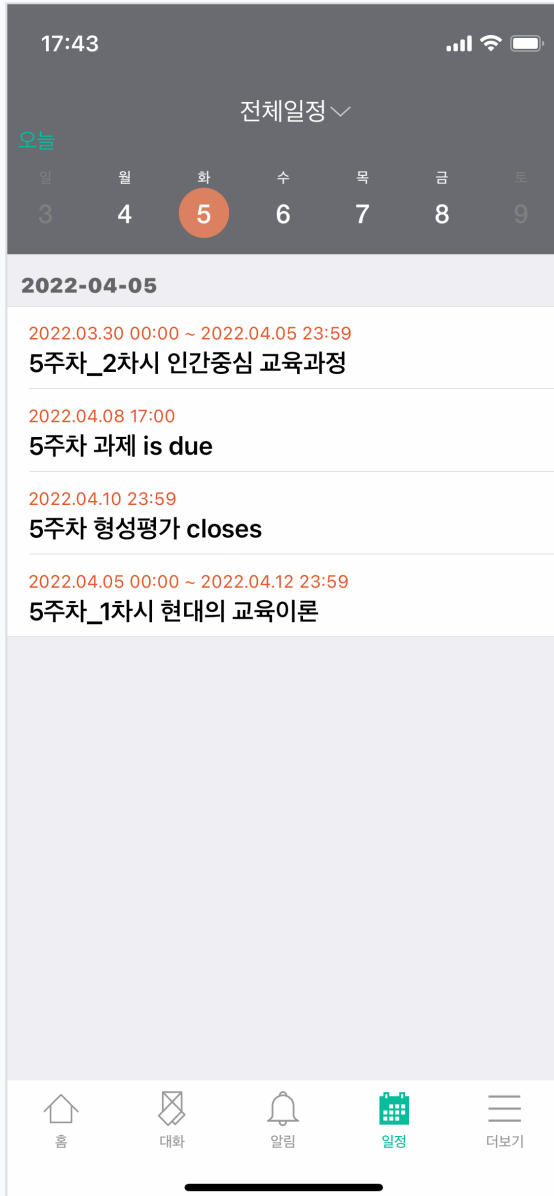 17:43
전체일정
오늘
일 월 화 수 목 금 토
3 4 5 6 7 8 9
2022-04-05
2022.03.30 00:00 ~ 2022.04.05 23:59
5주차_2차시 인간중심 교육과정
2022.04.08 17:00
5주차 과제 is due
2022.04.10 23:59
5주차 형성평가 closes
2022.04.05 00:00 ~ 2022.04.12 23:59
5주차_1차시 현대의 교육이론
홈 대화 알림 일정 더보기